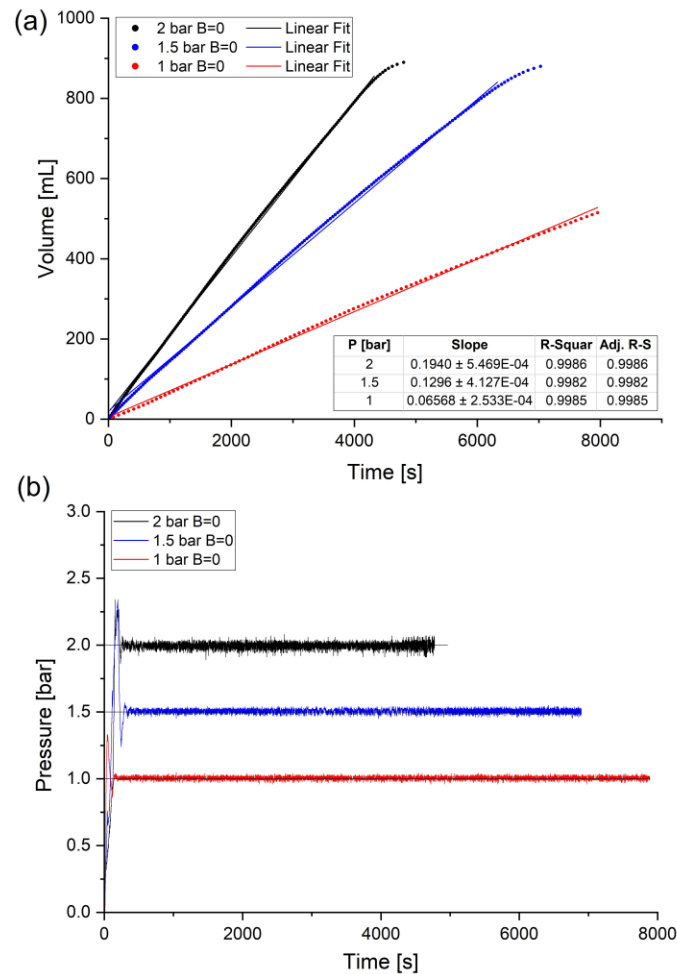 (a)
2 bar B=0 Linear Fit
1.5 bar B=0 Linear Fit
1 bar B=0 Linear Fit
1000
800
600
400
200
0
Volume [mL]
P [bar] Slope R-Squar Adj. R-S
2 0.1940 ± 5.469E-04 0.9986 0.9986
1.5 0.1296 ± 4.127E-04 0.9982 0.9982
1 0.06568 ± 2.533E-04 0.9985 0.9985
0 2000 4000 6000 8000
Time [s]
(b)
2 bar B=0
1.5 bar B=0
1 bar B=0
3.0
2.5
2.0
1.5
1.0
0.5
0.0
Pressure [bar]
0 2000 4000 6000 8000
Time [s]